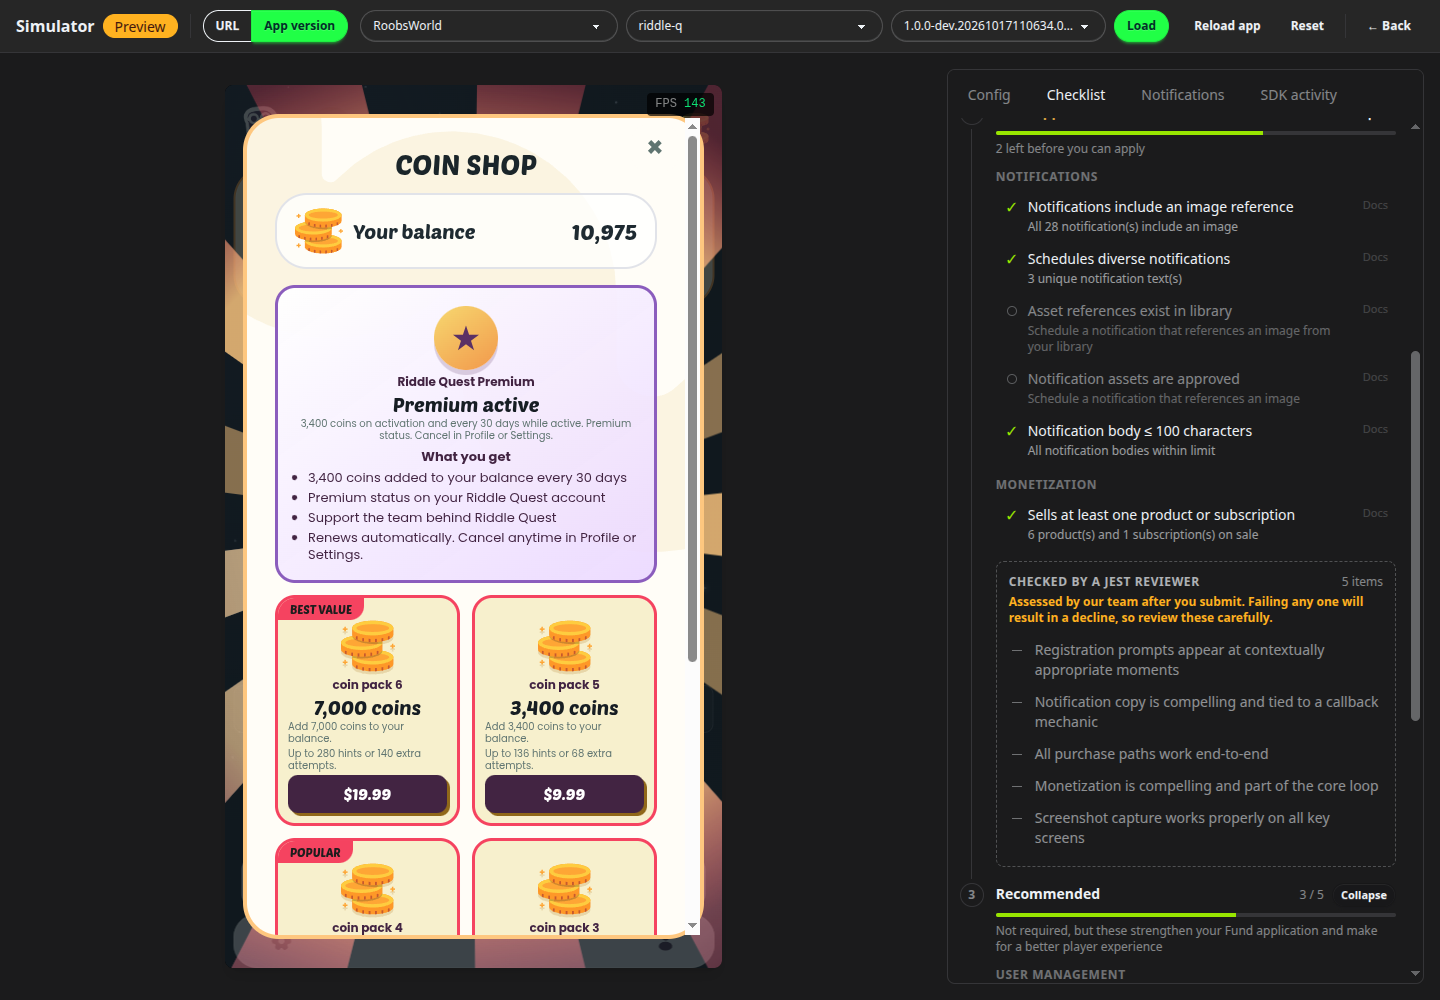 Simulator
Preview
URL
App version
RoobsWorld
riddle-q
1.0.0-dev.20261017110634.0...
Load
Reload app
Reset
← Back
FPS 143
COIN SHOP
Your balance
10,975
Riddle Quest Premium
Premium active
3,400 coins on activation and every 30 days while active. Premium
status. Cancel in Profile or Settings.
What you get
3,400 coins added to your balance every 30 days
Premium status on your Riddle Quest account
Support the team behind Riddle Quest
Renews automatically. Cancel anytime in Profile or
Settings.
BEST VALUE
coin pack 6
7,000 coins
Add 7,000 coins to your
balance.
Up to 280 hints or 140 extra
attempts.
$19.99
coin pack 5
3,400 coins
Add 3,400 coins to your
balance.
Up to 136 hints or 68 extra
attempts.
$9.99
POPULAR
coin pack 4
coin pack 3
Config
Checklist
Notifications
SDK activity
2 left before you can apply
NOTIFICATIONS
Notifications include an image reference
Docs
All 28 notification(s) include an image
Schedules diverse notifications
Docs
3 unique notification text(s)
Asset references exist in library
Docs
Schedule a notification that references an image from
your library
Notification assets are approved
Docs
Schedule a notification that references an image
Notification body ≤ 100 characters
Docs
All notification bodies within limit
MONETIZATION
Sells at least one product or subscription
Docs
6 product(s) and 1 subscription(s) on sale
CHECKED BY A JEST REVIEWER
5 items
Assessed by our team after you submit. Failing any one will
result in a decline, so review these carefully.
— Registration prompts appear at contextually
appropriate moments
— Notification copy is compelling and tied to a callback
mechanic
— All purchase paths work end-to-end
— Monetization is compelling and part of the core loop
— Screenshot capture works properly on all key
screens
3
Recommended
3 / 5
Collapse
Not required, but these strengthen your Fund application and make
for a better player experience
USER MANAGEMENT